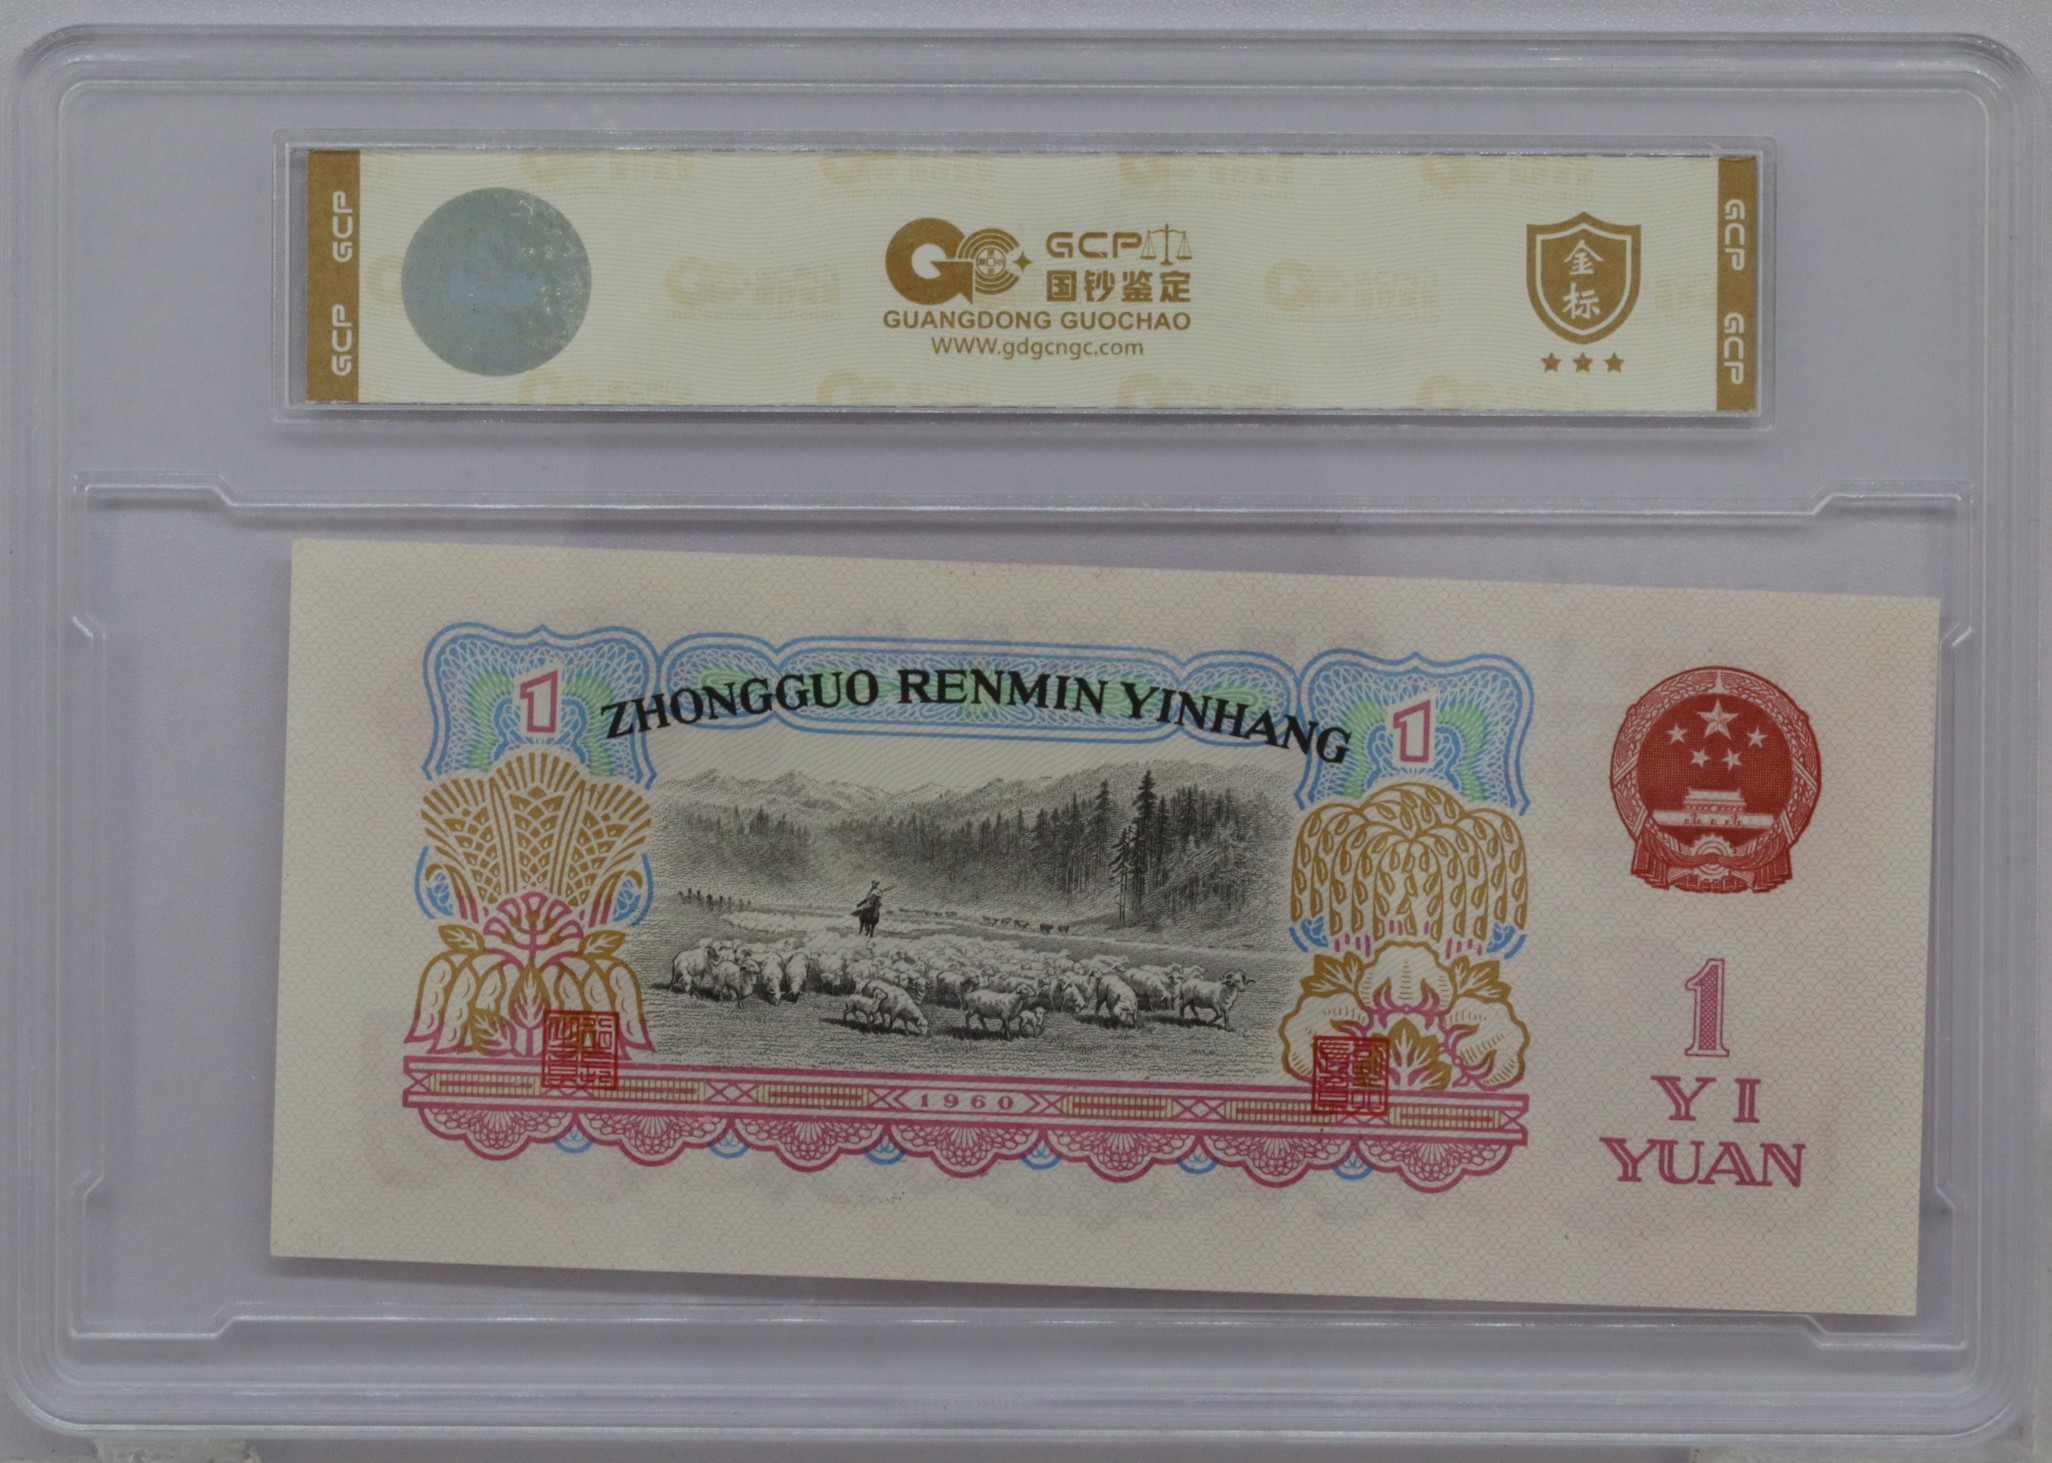 GCP GCP
GCP
国钞鉴定
GUANGDONG GUOCHAO
WWW.gdgcngc.com
金标
GCP GCP
1
ZHONGGUO RENMIN YINHANG
1
1960
1
YI
YUAN